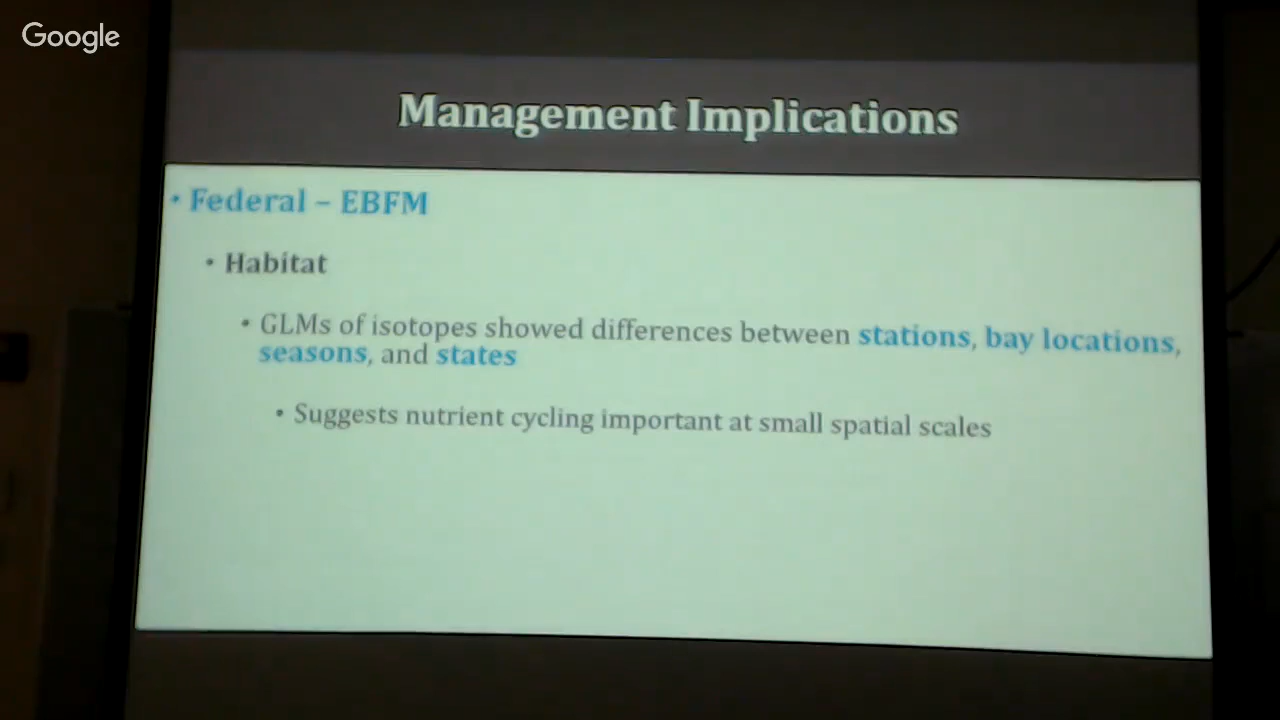 Google
Management Implications
• Federal – EBFM
• Habitat
• GLMs of isotopes showed differences between stations, bay locations,
seasons, and states
• Suggests nutrient cycling important at small spatial scales